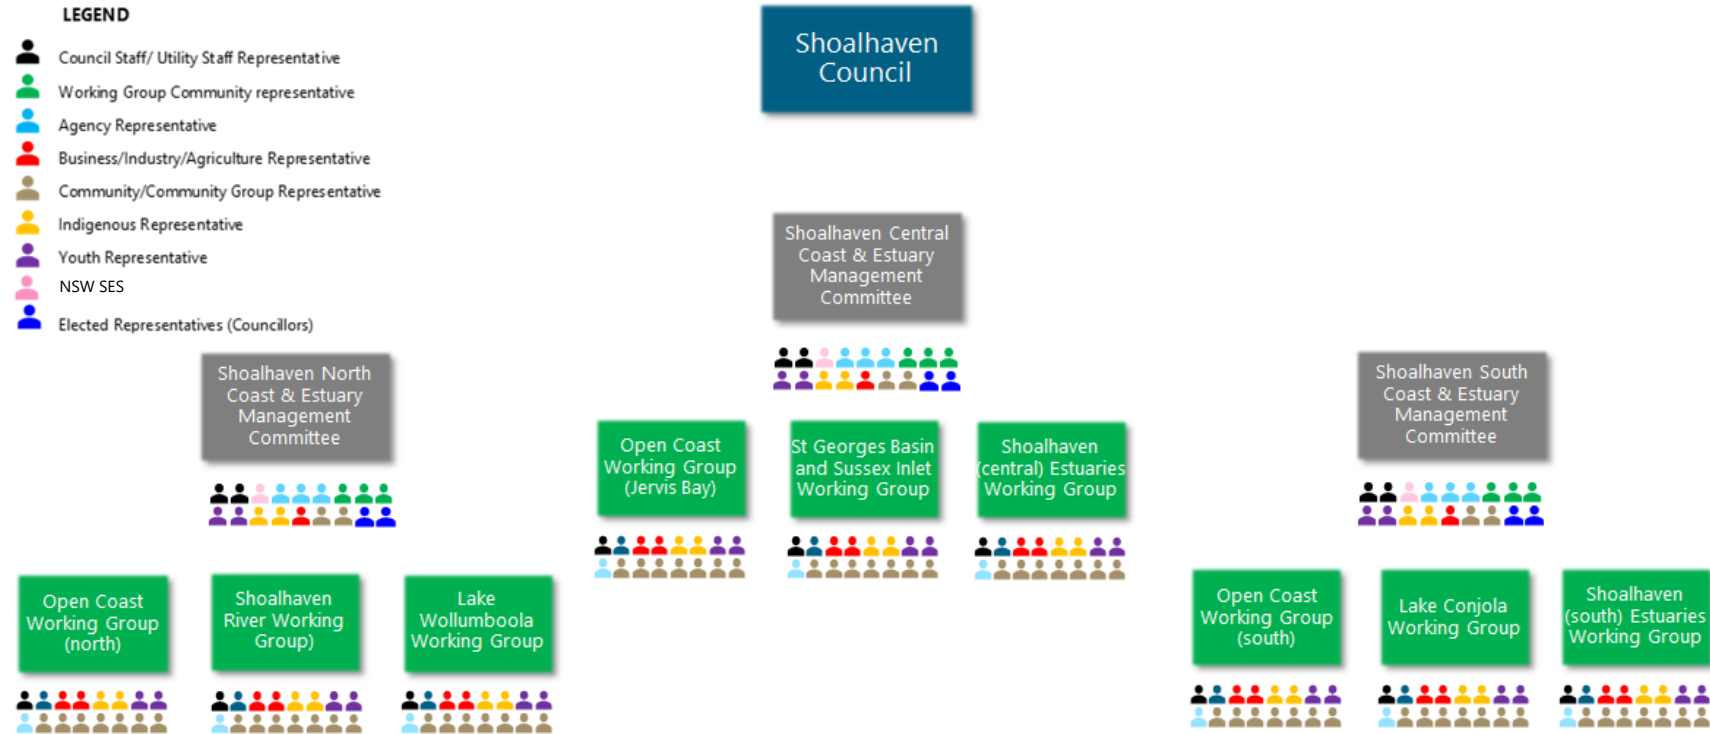 LEGEND
Council Staff/ Utility Staff Representative
Working Group Community representative
Agency Representative
Business/Industry/Agriculture Representative
Community/Community Group Representative
Indigenous Representative
Youth Representative
NSW SES
Elected Representatives (Councillors)
Shoalhaven
Council
Shoalhaven Central
Coast & Estuary
Management
Committee
Shoalhaven North
Coast & Estuary
Management
Committee
Shoalhaven South
Coast & Estuary
Management
Committee
Open Coast
Working Group
(Jervis Bay)
St Georges Basin
and Sussex Inlet
Working Group
Shoalhaven
(central) Estuaries
Working Group
Open Coast
Working Group
(north)
Shoalhaven
River Working
Group)
Lake
Wollumboola
Working Group
Open Coast
Working Group
(south)
Lake Conjola
Working Group
Shoalhaven
(south) Estuaries
Working Group